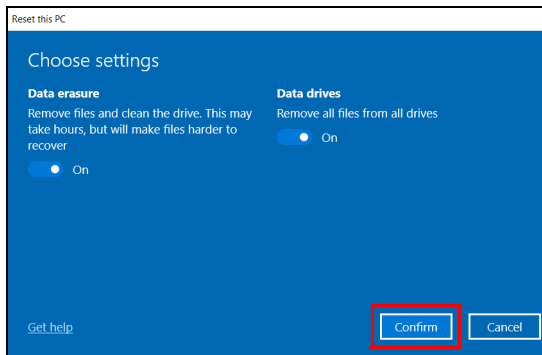 Reset this PC
Choose settings
Data erasure
Remove files and clean the drive. This may
take hours, but will make files harder to
recover
On
Data drives
Remove all files from all drives
On
Get help
Confirm
Cancel